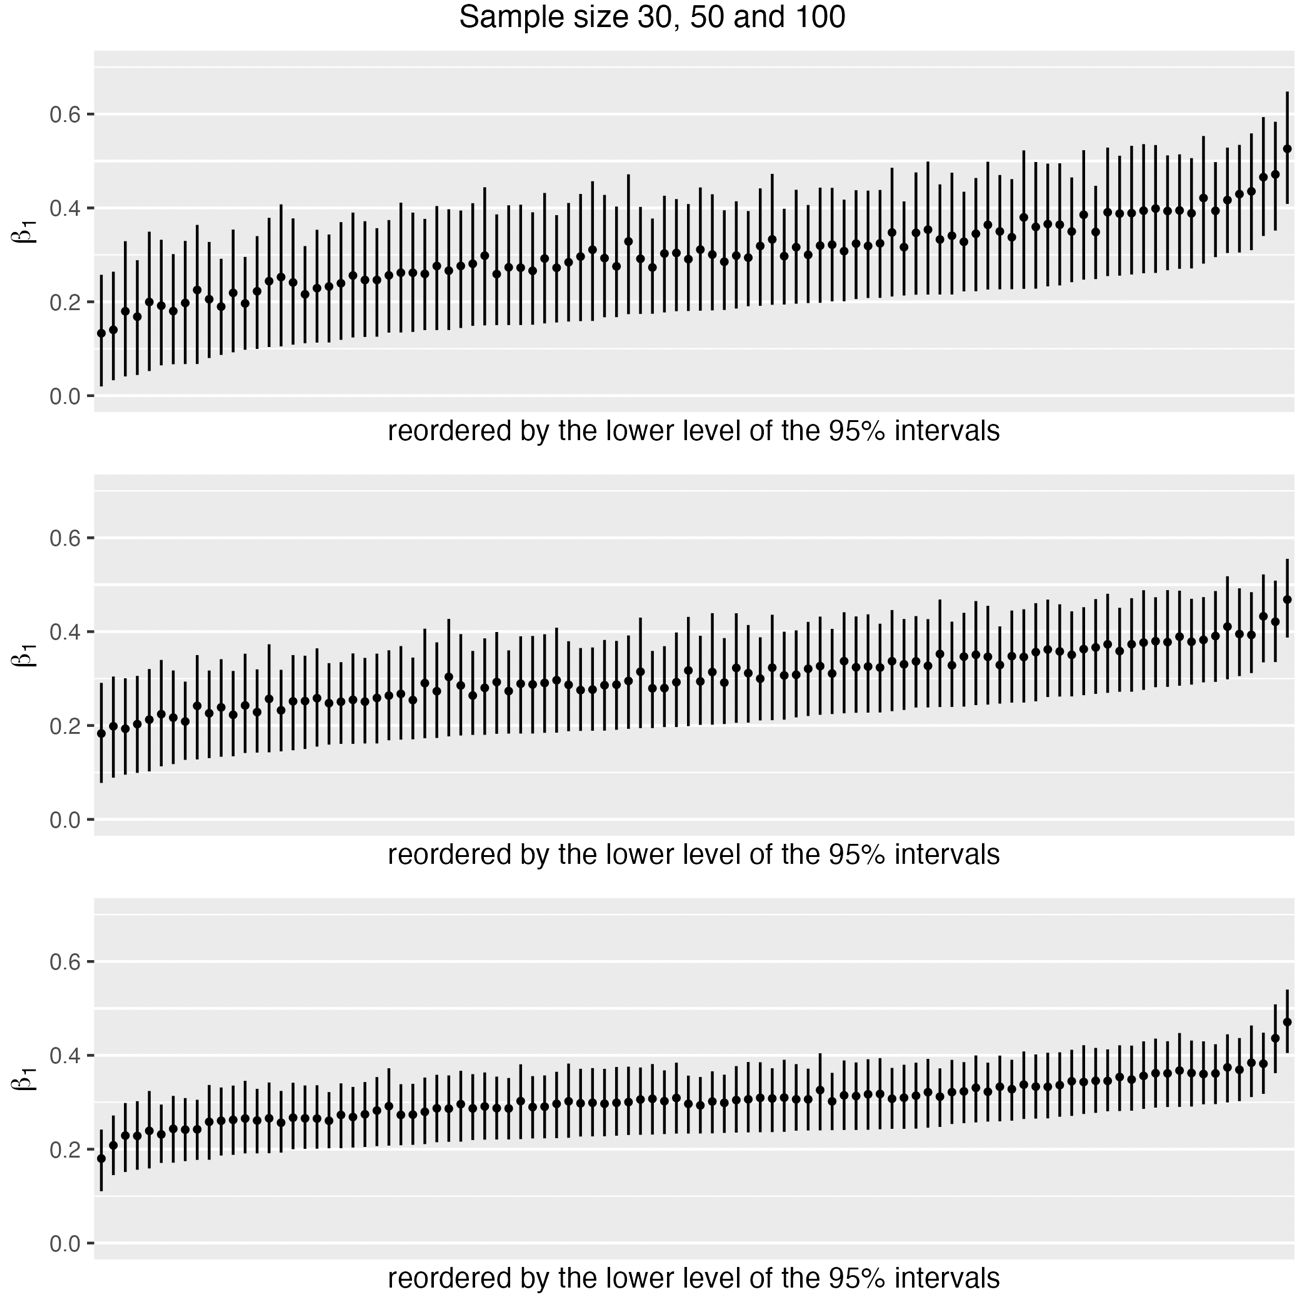 Sample size 30, 50 and 100
0.6
0.4
β1
0.2
0.0
reordered by the lower level of the 95% intervals
0.6
0.4
β1
0.2
0.0
reordered by the lower level of the 95% intervals
0.6
0.4
β1
0.2
0.0
reordered by the lower level of the 95% intervals